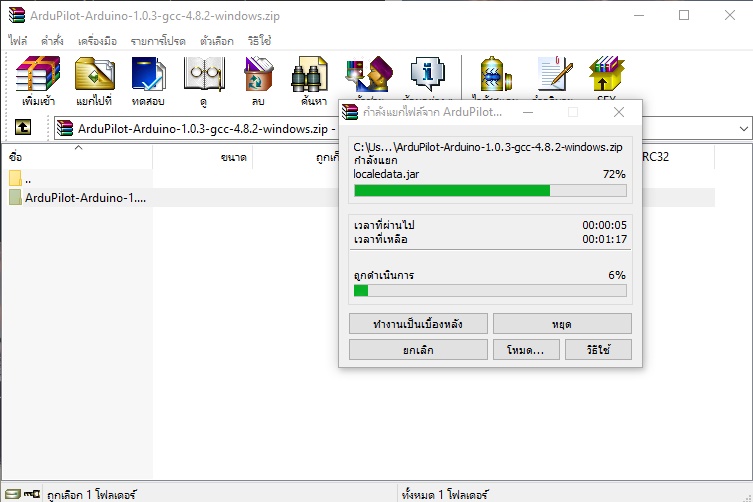 ArduPilot-Arduino-1.0.3-gcc-4.8.2-windows.zip
ไฟล์ คำสั่ง เครื่องมือ รายการโปรด ตัวเลือก วิธีใช้
เพิ่มเข้า แยกไปที่ ทดสอบ ดู ลบ ค้นหา SFX
ArduPilot-Arduino-1.0.3-gcc-4.8.2-windows.zip -
ชื่อ ขนาด RC32
..
ArduPilot-Arduino-1....
กำลังแยกไฟล์จาก ArduPilot...
C:\Us...\ArduPilot-Arduino-1.0.3-gcc-4.8.2-windows.zip
กำลังแยก
localedata.jar 72%
เวลาที่ผ่านไป 00:00:05
เวลาที่เหลือ 00:01:17
ถูกดำเนินการ 6%
ทำงานเป็นเบื้องหลัง หยุด
ยกเลิก โหมด... วิธีใช้
ถูกเลือก 1 โฟลเดอร์ ทั้งหมด 1 โฟลเดอร์